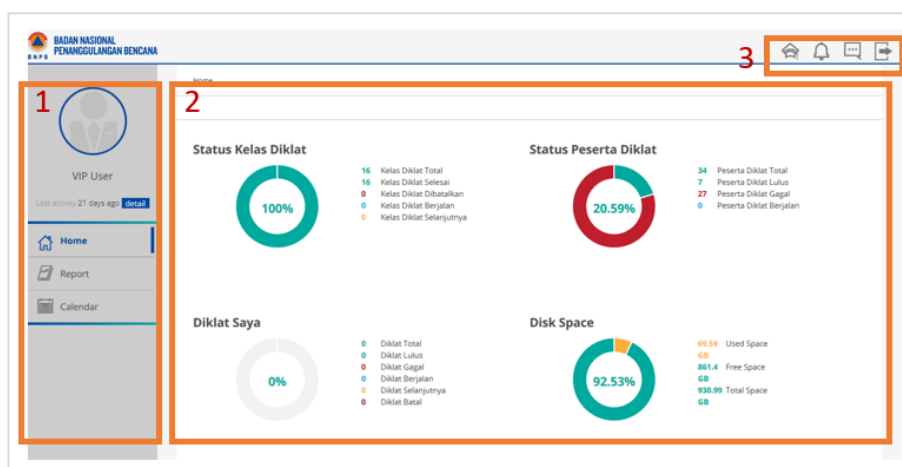 BADAN NASIONAL
PENANGGULANGAN BENCANA
BNPB
3
1
VIP User
Last activity 21 days ago detail
Home
Report
Calendar
Home
2
Status Kelas Diklat
100%
16 Kelas Diklat Total
16 Kelas Diklat Selesai
0 Kelas Diklat Dibatalkan
0 Kelas Diklat Berjalan
0 Kelas Diklat Selanjutnya
Status Peserta Diklat
20.59%
34 Peserta Diklat Total
7 Peserta Diklat Lulus
27 Peserta Diklat Gagal
0 Peserta Diklat Berjalan
Diklat Saya
0%
0 Diklat Total
0 Diklat Lulus
0 Diklat Gagal
0 Diklat Berjalan
0 Diklat Selanjutnya
0 Diklat Batal
Disk Space
92.53%
69.59 Used Space
GB
861.4 Free Space
GB
930.99 Total Space
GB